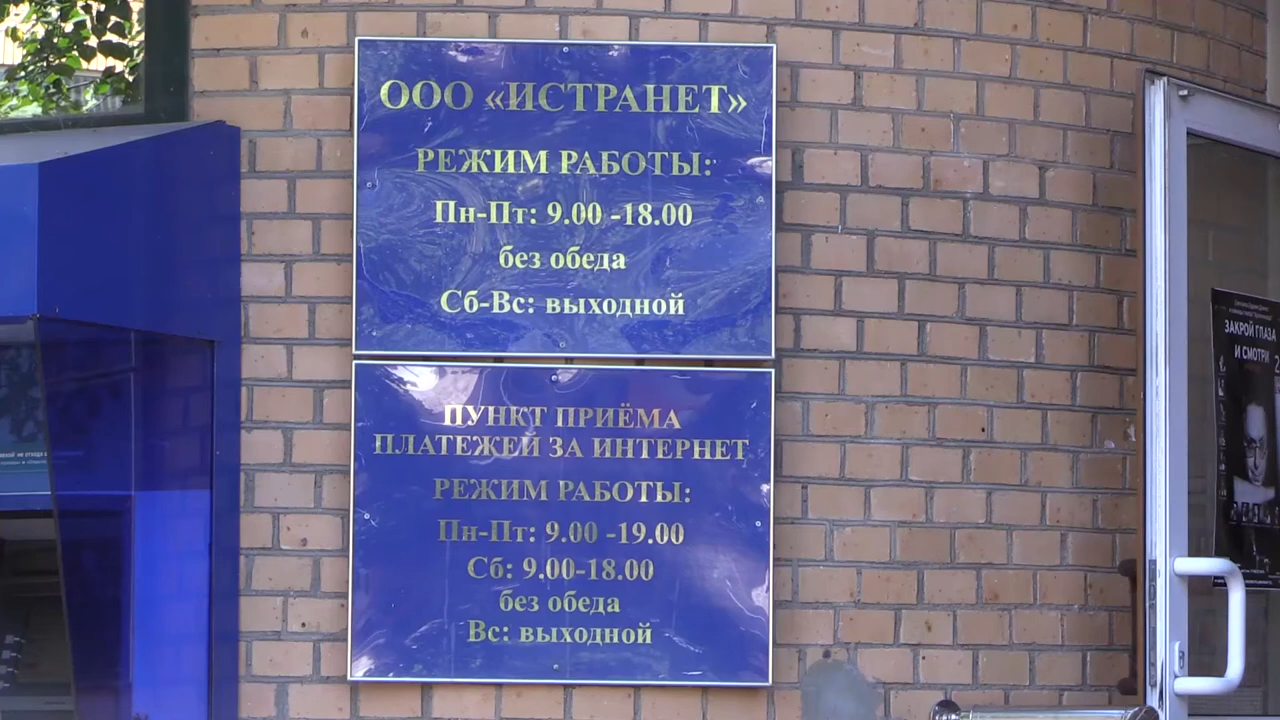 ООО «ИСТРАНЕТ»
РЕЖИМ РАБОТЫ:
Пн-Пт: 9.00 -18.00
без обеда
Сб-Вс: выходной
ПУНКТ ПРИЁМА
ПЛАТЕЖЕЙ ЗА ИНТЕРНЕТ
РЕЖИМ РАБОТЫ:
Пн-Пт: 9.00 -19.00
Сб: 9.00-18.00
без обеда
Вс: выходной
ЗАКРОЙ ГЛАЗА
И СМОТРИ